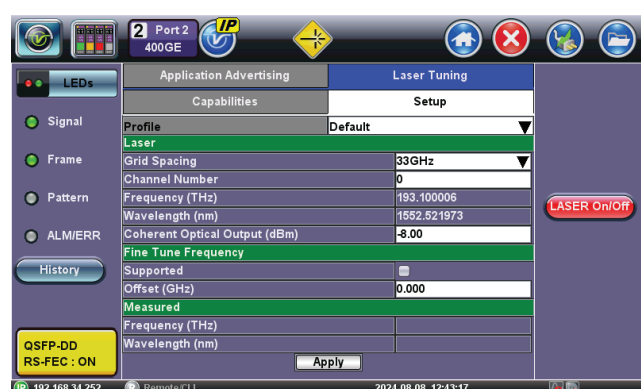 2 Port 2
400GE
IP
LEDs
Signal
Frame
Pattern
ALM/ERR
History
QSFP-DD
RS-FEC : ON
Application Advertising
Laser Tuning
Capabilities
Setup
Profile Default
Laser
Grid Spacing 33GHz
Channel Number 0
Frequency (THz) 193.100006
Wavelength (nm) 1552.521973
Coherent Optical Output (dBm) -8.00
Fine Tune Frequency
Supported
Offset (GHz) 0.000
Measured
Frequency (THz)
Wavelength (nm)
Apply
LASER On/Off
IP 192.168.34.252
R Remote/CLI
2024-08-08 12:43:17